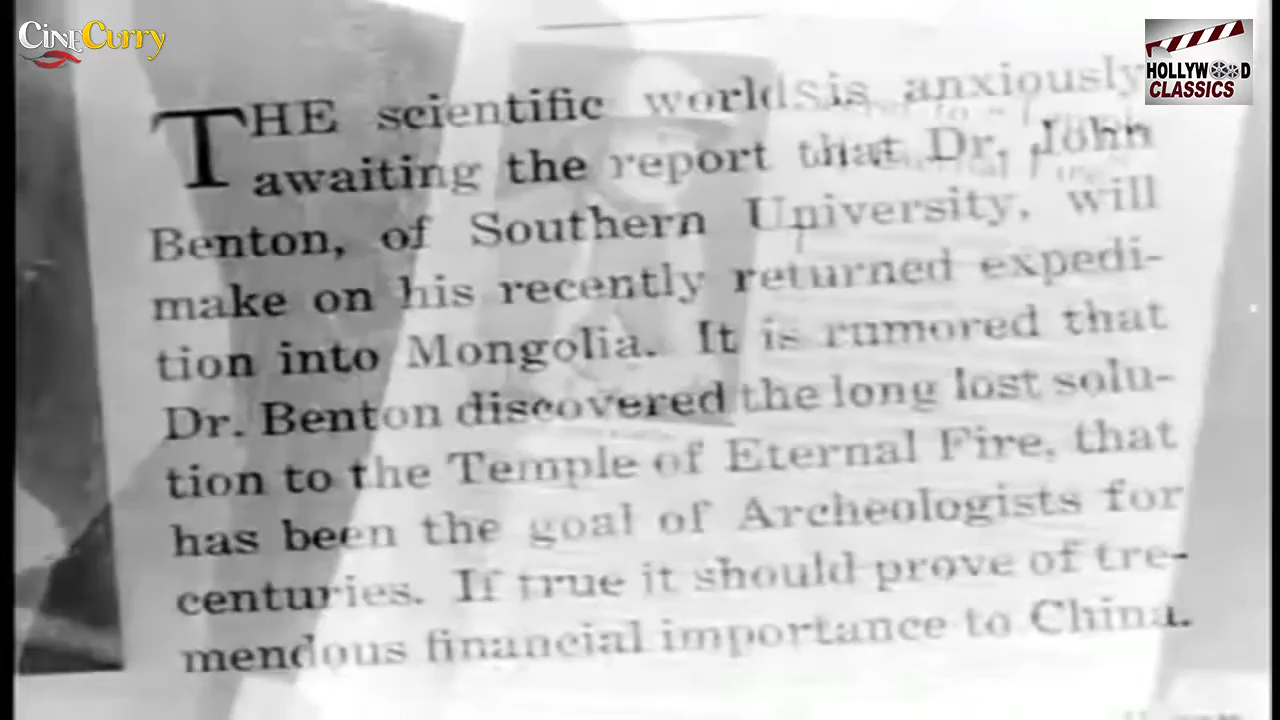 CineCurry
HOLLYWOOD
CLASSICS
THE scientific world is anxiously
awaiting the report that Dr. John
Benton, of Southern University, will
make on his recently returned expedi-
tion into Mongolia. It is rumored that
Dr. Benton discovered the long lost solu-
tion to the Temple of Eternal Fire, that
has been the goal of Archeologists for
centuries. If true it should prove of tre-
mendous financial importance to China.